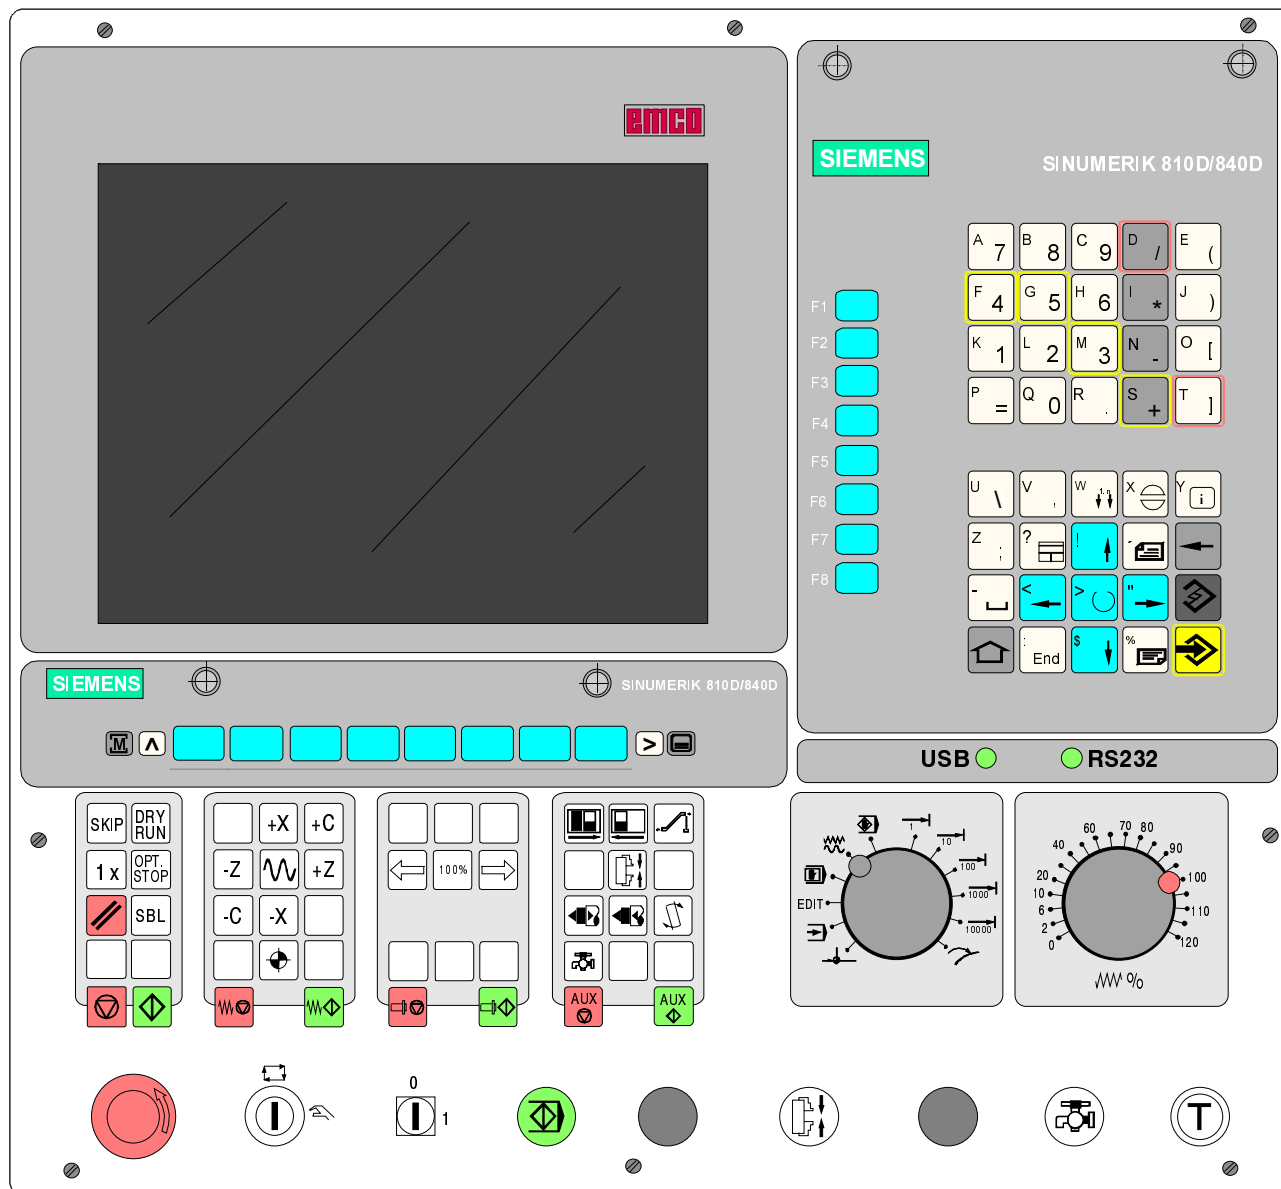 emco
SIEMENS
SINUMERIK 810D/840D
A 7
B 8
C 9
D /
E (
F 4
G 5
H 6
I *
J )
K 1
L 2
M 3
N -
O [
P =
Q 0
R .
S +
T ]
F1
F2
F3
F4
F5
F6
F7
F8
U \
V ,
W 1..n
X
Y i
Z ;
?
!
´
-
<
>
"
:
End
$
%
SIEMENS
SINUMERIK 810D/840D
M
Λ
>
USB
RS232
SKIP
DRY RUN
1 x
OPT. STOP
SBL
+X
+C
-Z
+Z
-C
-X
100%
AUX
AUX
EDIT
1
10
100
1000
10000
0
2
6
10
20
40
60
70
80
90
100
110
120
%
0
1
T